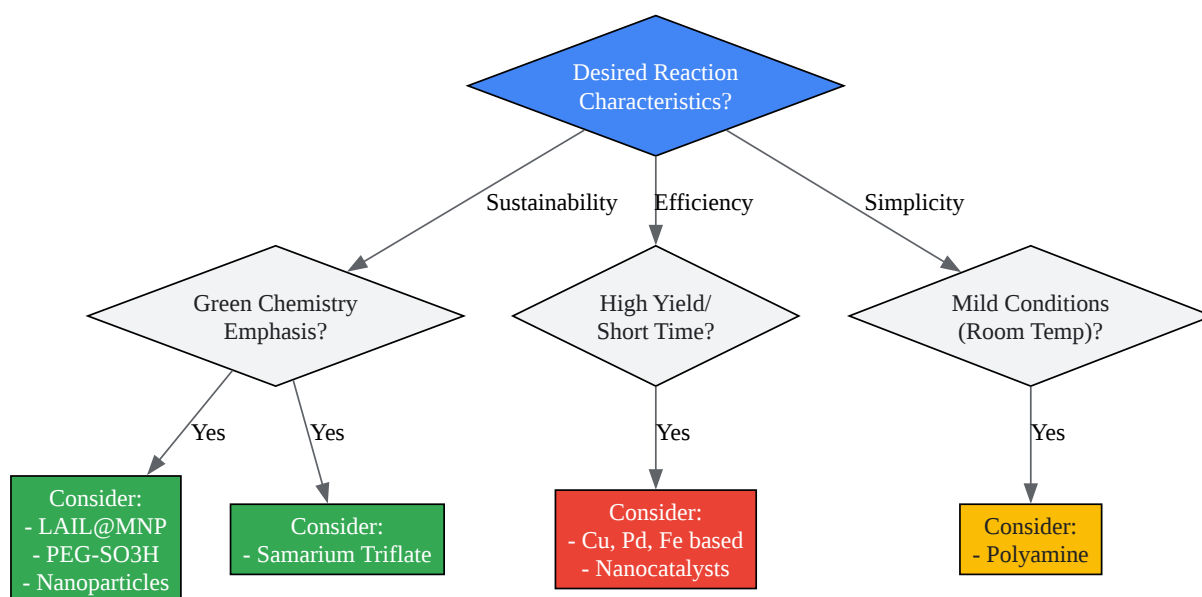 Desired Reaction
Characteristics?
Sustainability
Efficiency
Simplicity
Green Chemistry
Emphasis?
High Yield/
Short Time?
Mild Conditions
(Room Temp)?
Yes
Yes
Yes
Yes
Consider:
- LAIL@MNP
- PEG-SO3H
- Nanoparticles
Consider:
- Samarium Triflate
Consider:
- Cu, Pd, Fe based
- Nanocatalysts
Consider:
- Polyamine